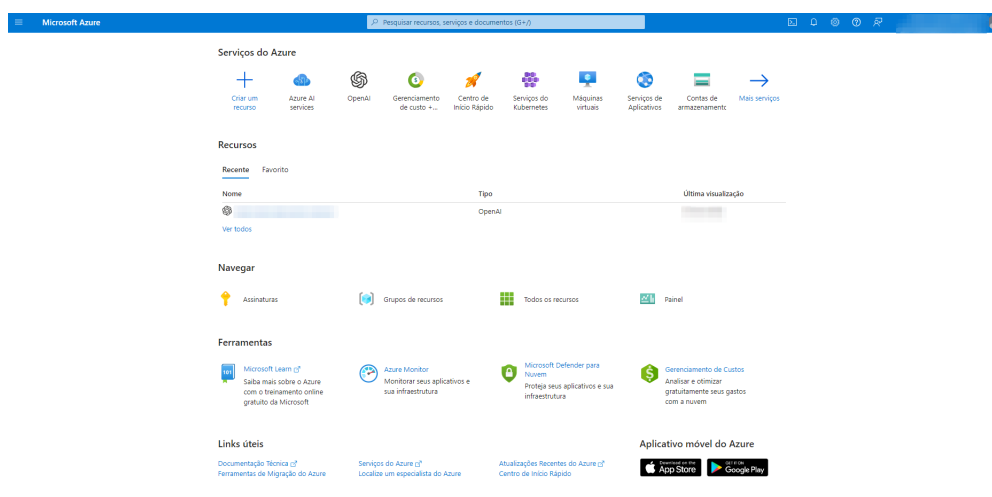 Microsoft Azure
Pesquisar recursos, serviços e documentos (G+/)
Serviços do Azure
Criar um
recurso
Azure AI
services
OpenAI
Gerenciamento
de custo +...
Centro de
Início Rápido
Serviços do
Kubernetes
Máquinas
virtuais
Serviços de
Aplicativos
Contas de
armazenamento
Mais serviços
Recursos
Recente
Favorito
Nome
Tipo
Última visualização
OpenAI
Ver todos
Navegar
Assinaturas
Grupos de recursos
Todos os recursos
Painel
Ferramentas
Microsoft Learn
Saiba mais sobre o Azure
com o treinamento online
gratuito da Microsoft
Azure Monitor
Monitorar seus aplicativos e
sua infraestrutura
Microsoft Defender para
Nuvem
Proteja seus aplicativos e sua
infraestrutura
Gerenciamento de Custos
Analisar e otimizar
gratuitamente seus gastos
com a nuvem
Links úteis
Documentação Técnica
Ferramentas de Migração do Azure
Serviços do Azure
Localize um especialista do Azure
Atualizações Recentes do Azure
Centro de Início Rápido
Aplicativo móvel do Azure
Download on the
App Store
GET IT ON
Google Play